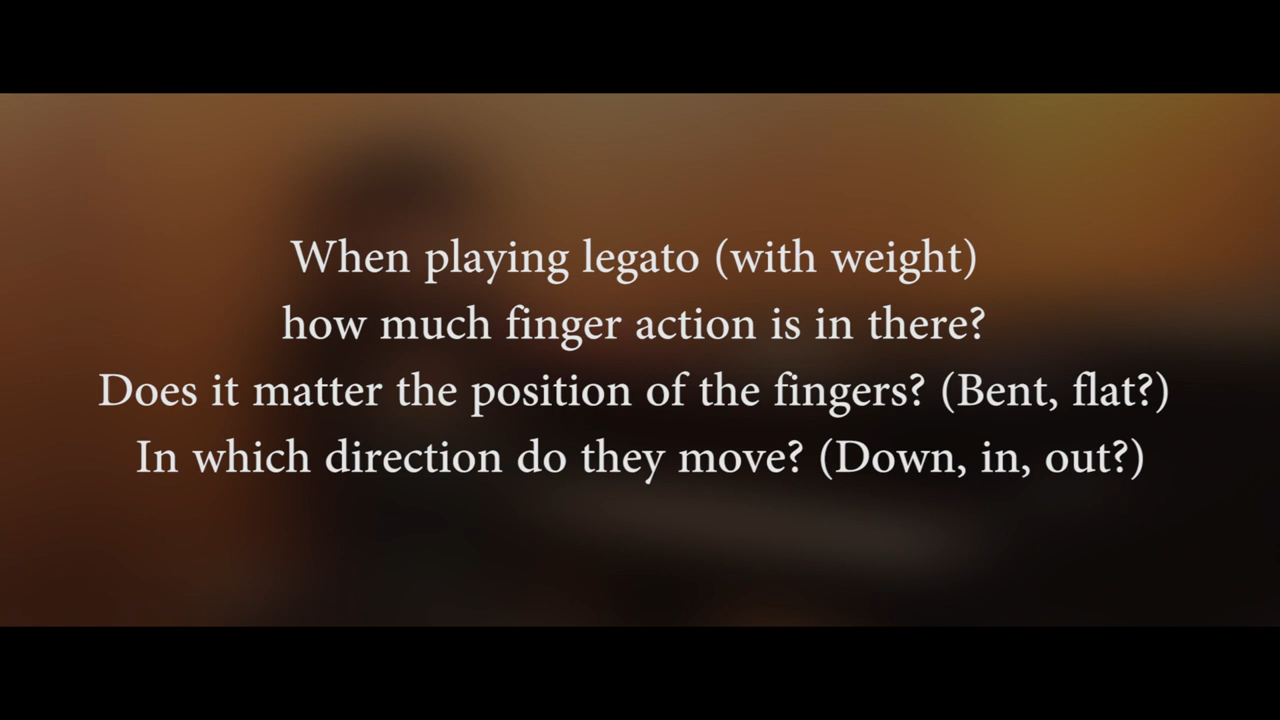 When playing legato (with weight)
how much finger action is in there?
Does it matter the position of the fingers? (Bent, flat?)
In which direction do they move? (Down, in, out?)